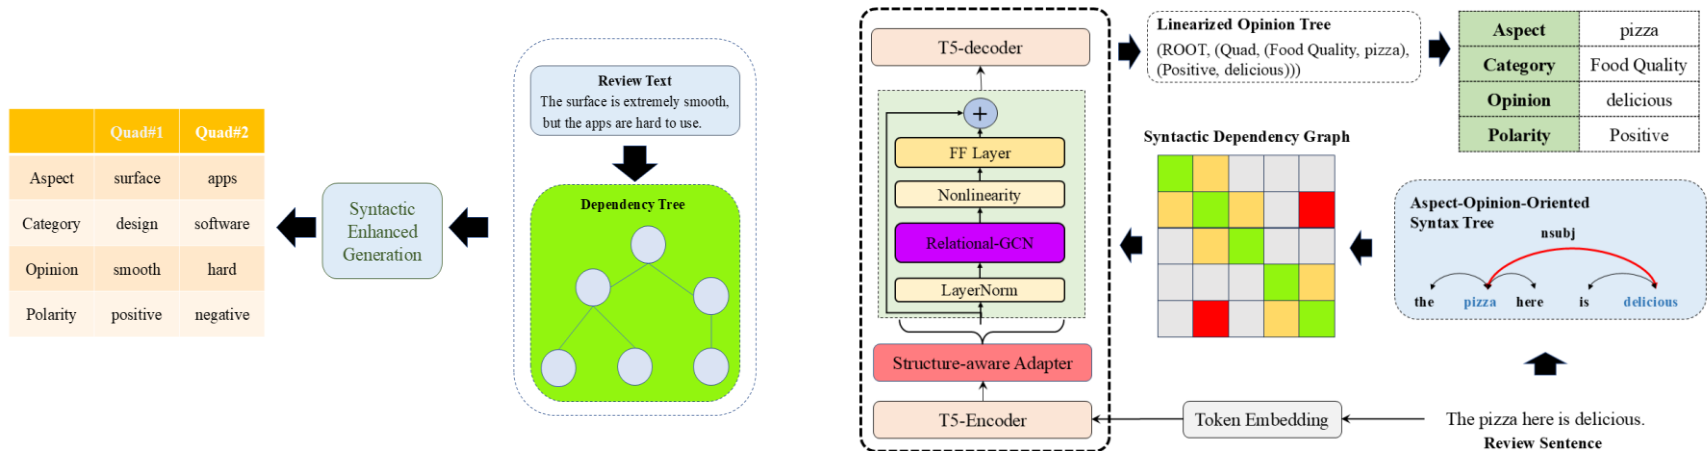 Quad#1 Quad#2
Aspect surface apps
Category design software
Opinion smooth hard
Polarity positive negative
Syntactic
Enhanced
Generation
Review Text
The surface is extremely smooth,
but the apps are hard to use.
Dependency Tree
T5-decoder
+
FF Layer
Nonlinearity
Relational-GCN
LayerNorm
Structure-aware Adapter
T5-Encoder
Linearized Opinion Tree
(ROOT, (Quad, (Food Quality, pizza),
(Positive, delicious)))
Aspect pizza
Category Food Quality
Opinion delicious
Polarity Positive
Syntactic Dependency Graph
Aspect-Opinion-Oriented
Syntax Tree
nsubj
the pizza here is delicious
Token Embedding
The pizza here is delicious.
Review Sentence